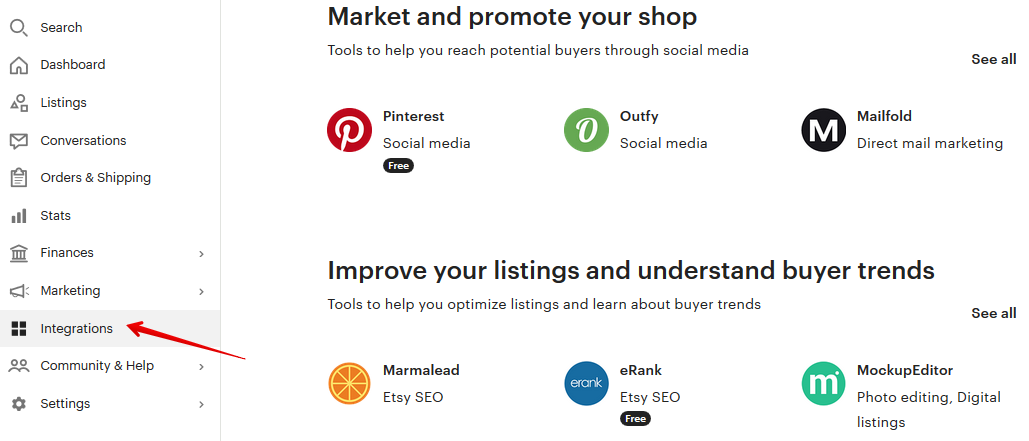 Search
Dashboard
Listings
Conversations
Orders & Shipping
Stats
Finances
Marketing
Integrations
Community & Help
Settings
Market and promote your shop
Tools to help you reach potential buyers through social media
See all
Pinterest
Social media
Free
Outfy
Social media
M
Mailfold
Direct mail marketing
Improve your listings and understand buyer trends
Tools to help you optimize listings and learn about buyer trends
See all
Marmalead
Etsy SEO
erank
eRank
Etsy SEO
Free
m
MockupEditor
Photo editing, Digital
listings